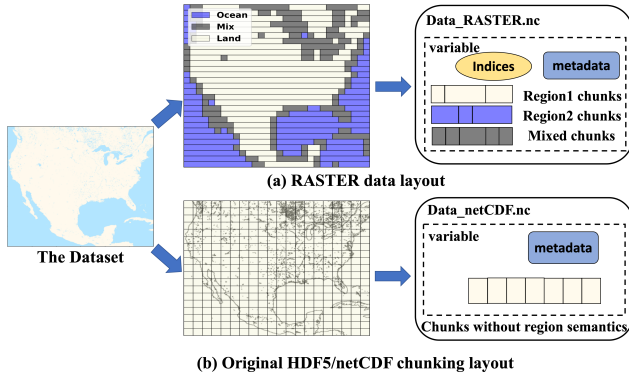 Ocean
Mix
Land
Data_RASTER.nc
variable
Indices
metadata
Region1 chunks
Region2 chunks
Mixed chunks
(a) RASTER data layout
The Dataset
Data_netCDF.nc
variable
metadata
Chunks without region semantics
(b) Original HDF5/netCDF chunking layout